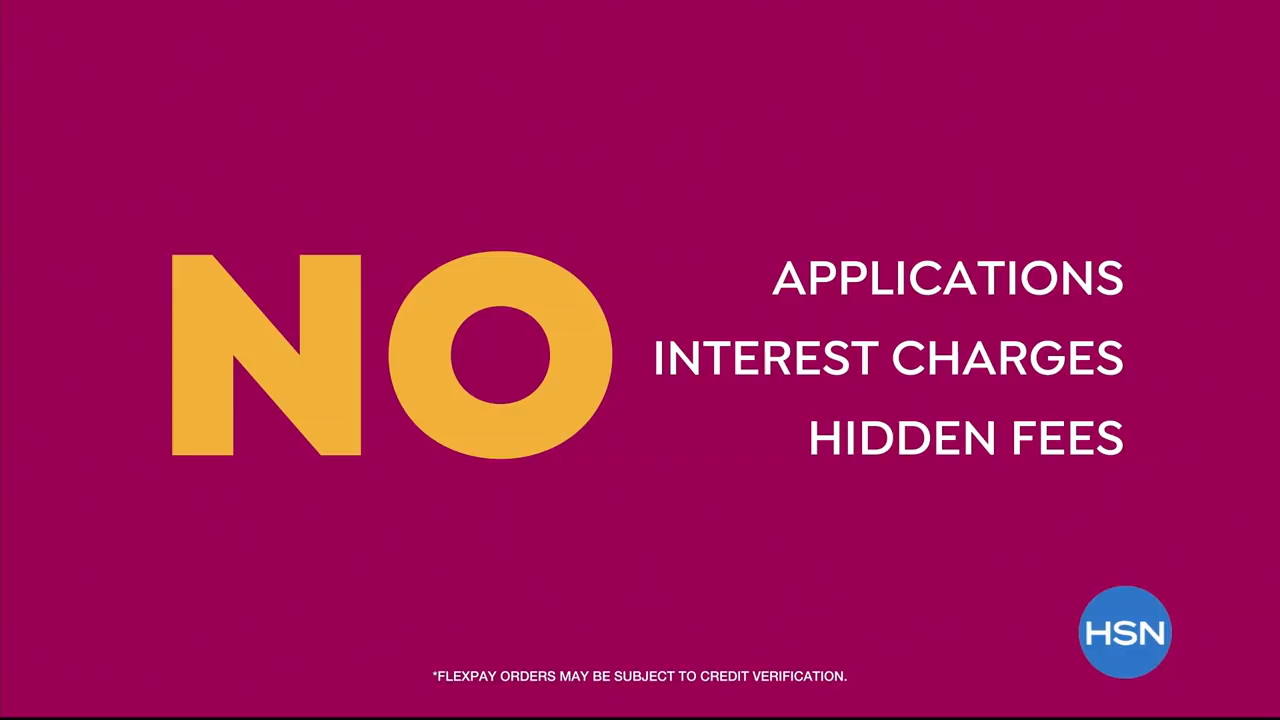 NO
APPLICATIONS
INTEREST CHARGES
HIDDEN FEES
HSN
*FLEXPAY ORDERS MAY BE SUBJECT TO CREDIT VERIFICATION.